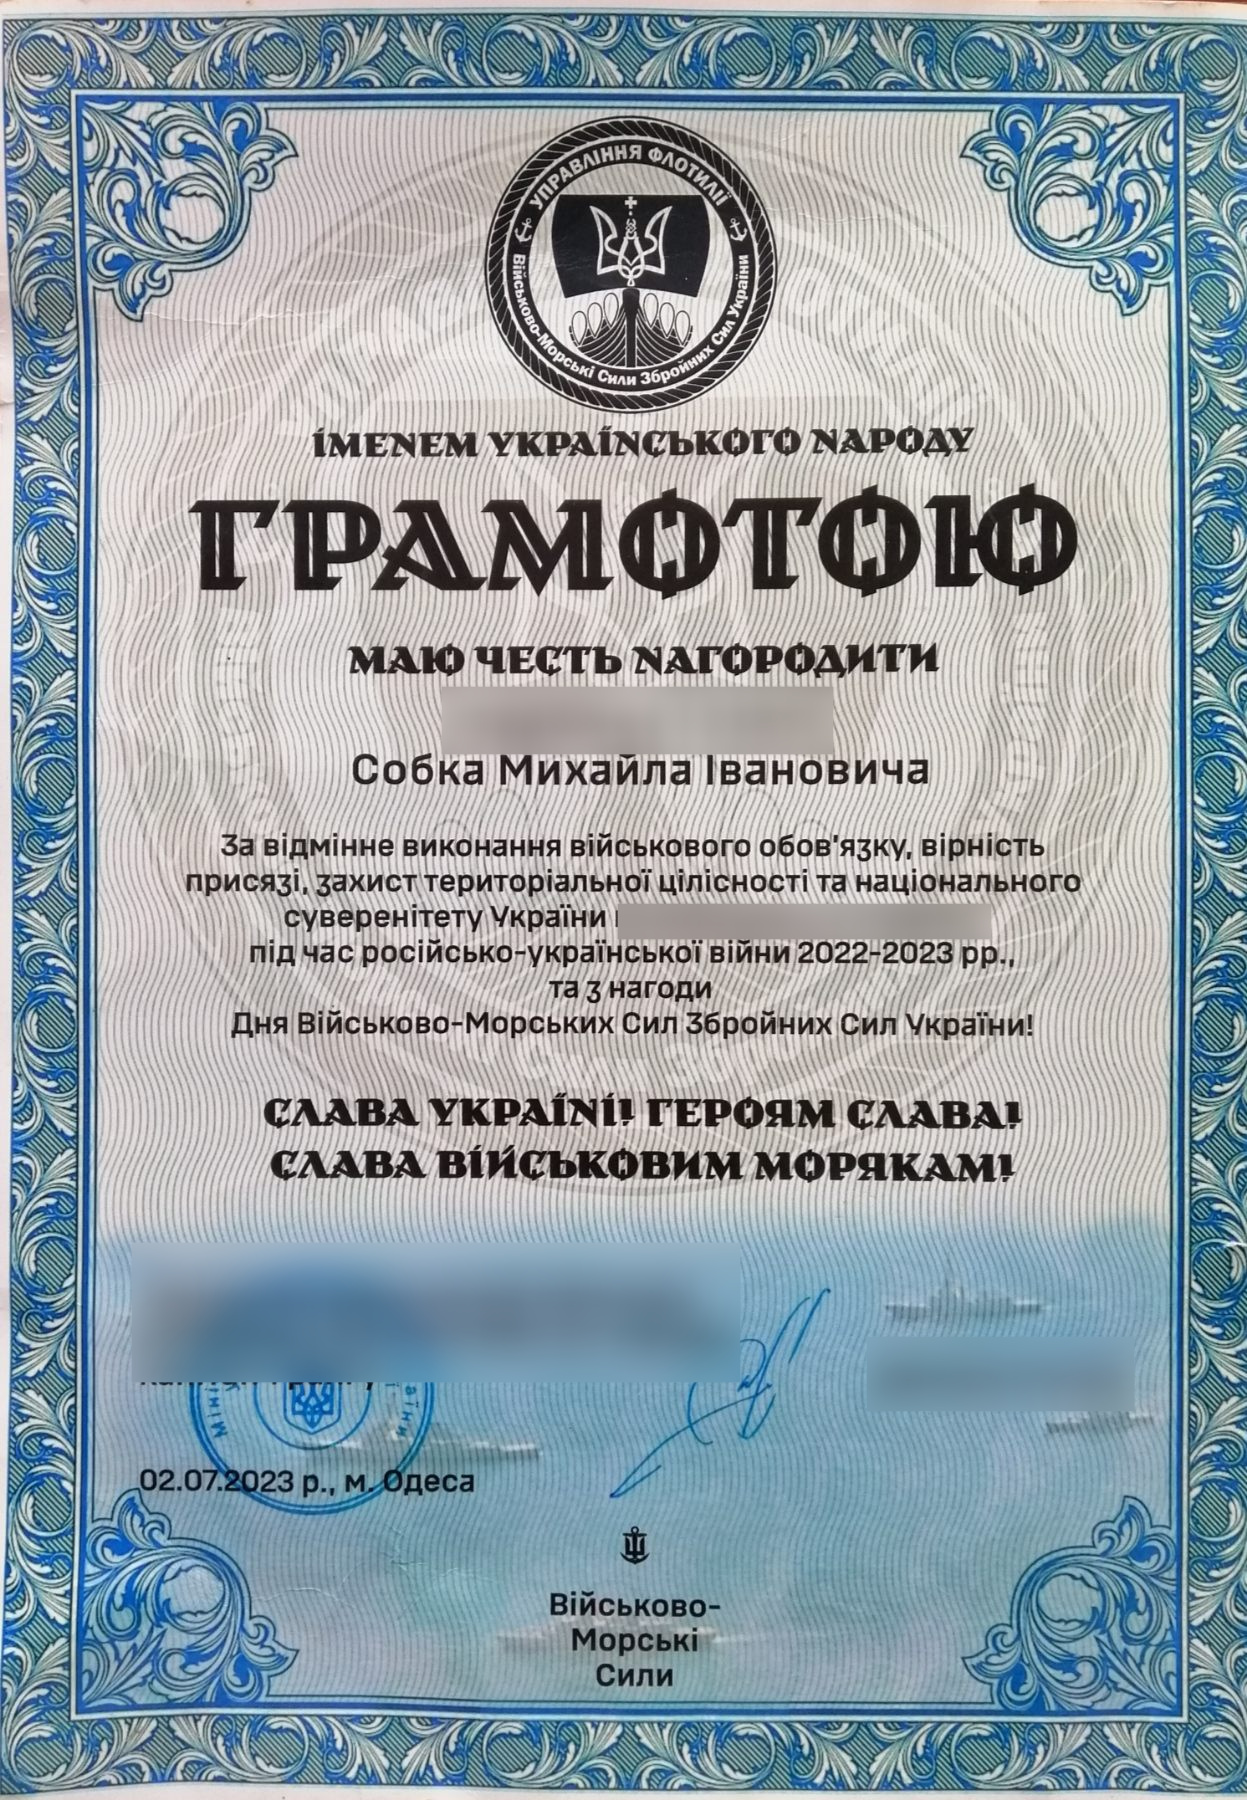 УПРАВЛІННЯ ФЛОТИЛІЇ
Військово-Морські Сили Збройних Сил України
ІМЕНЕМ УКРАЇНСЬКОГО НАРОДУ
ГРАМОТОЮ
МАЮ ЧЕСТЬ НАГОРОДИТИ
Собка Михайла Івановича
За відмінне виконання військового обов'язку, вірність
присязі, захист територіальної цілісності та національного
суверенітету України
під час російсько-української війни 2022-2023 рр.,
та з нагоди
Дня Військово-Морських Сил Збройних Сил України!
СЛАВА УКРАЇНІ! ГЕРОЯМ СЛАВА!
СЛАВА ВІЙСЬКОВИМ МОРЯКАМ!
02.07.2023 р., м. Одеса
Військово-
Морські
Сили